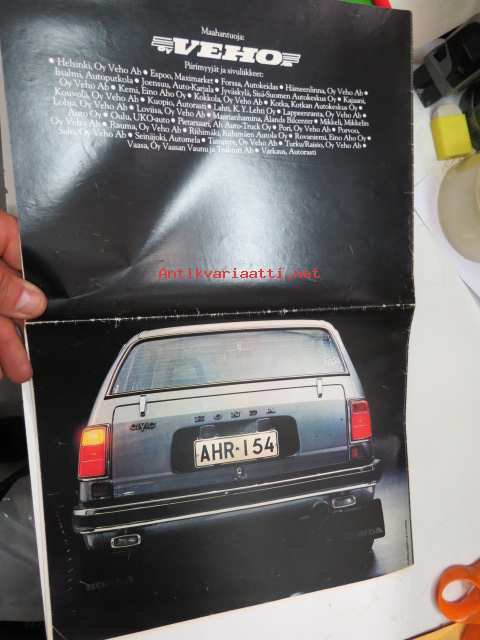 Maahantuoja:
Oy VEHO
Piirimyyjät ja sivuliikkeet:
• Helsinki, Oy Veho Ab • Espoo, Maximarket • Forssa, Autokeidas • Hämeenlinna, Oy Veho Ab •
Iisalmi, Autoputkola • Joensuu, Auto-Karjala • Jyväskylä, Sisä-Suomen Autokeskus Oy • Kajaani,
Oy Veho Ab • Kemi, Eino Aho Oy • Kokkola, Oy Veho Ab • Kotka, Kotkan Autokeskus Oy •
Kouvola, Oy Veho Ab • Kuopio, Autorasti • Lahti, K.Y. Lehti Oy • Lappeenranta, Oy Veho Ab •
Lohja, Oy Veho Ab • Loviisa, Oy Veho Ab • Maarianhamina, Ålands Bilcenter • Mikkeli, Mikkelin
Auto Oy • Oulu, UKO-auto • Pietarsaari, Ab Auto-Truck Oy • Pori, Oy Veho Ab • Porvoo,
Oy Veho Ab • Rauma, Oy Veho Ab • Riihimäki, Riihimäen Autola Oy • Rovaniemi, Eino Aho Oy •
Salo, Oy Veho Ab • Seinäjoki, Automela • Tampere, Oy Veho Ab • Turku/Raisio, Oy Veho Ab •
Vaasa, Oy Vaasan Vaunu ja Traktori Ab • Varkaus, Autorasti
Antikvariaatti.net
HONDA
AHR-154